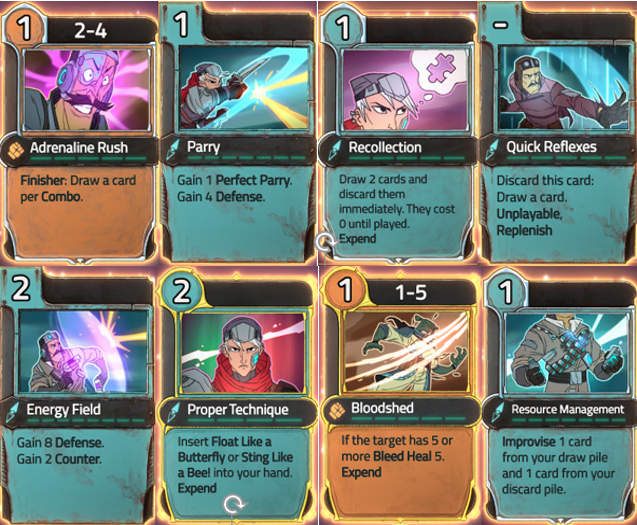 1
2-4
Adrenaline Rush
Finisher: Draw a card
per Combo.
1
Parry
Gain 1 Perfect Parry.
Gain 4 Defense.
1
Recollection
Draw 2 cards and
discard them
immediately. They cost
0 until played.
Expend
-
Quick Reflexes
Discard this card:
Draw a card.
Unplayable,
Replenish
2
Energy Field
Gain 8 Defense.
Gain 2 Counter.
2
Proper Technique
Insert Float Like a
Butterfly or Sting Like
a Bee! into your hand.
Expend
1
1-5
Bloodshed
If the target has 5 or
more Bleed Heal 5.
Expend
1
Resource Management
Improvise 1 card
from your draw pile
and 1 card from your
discard pile.